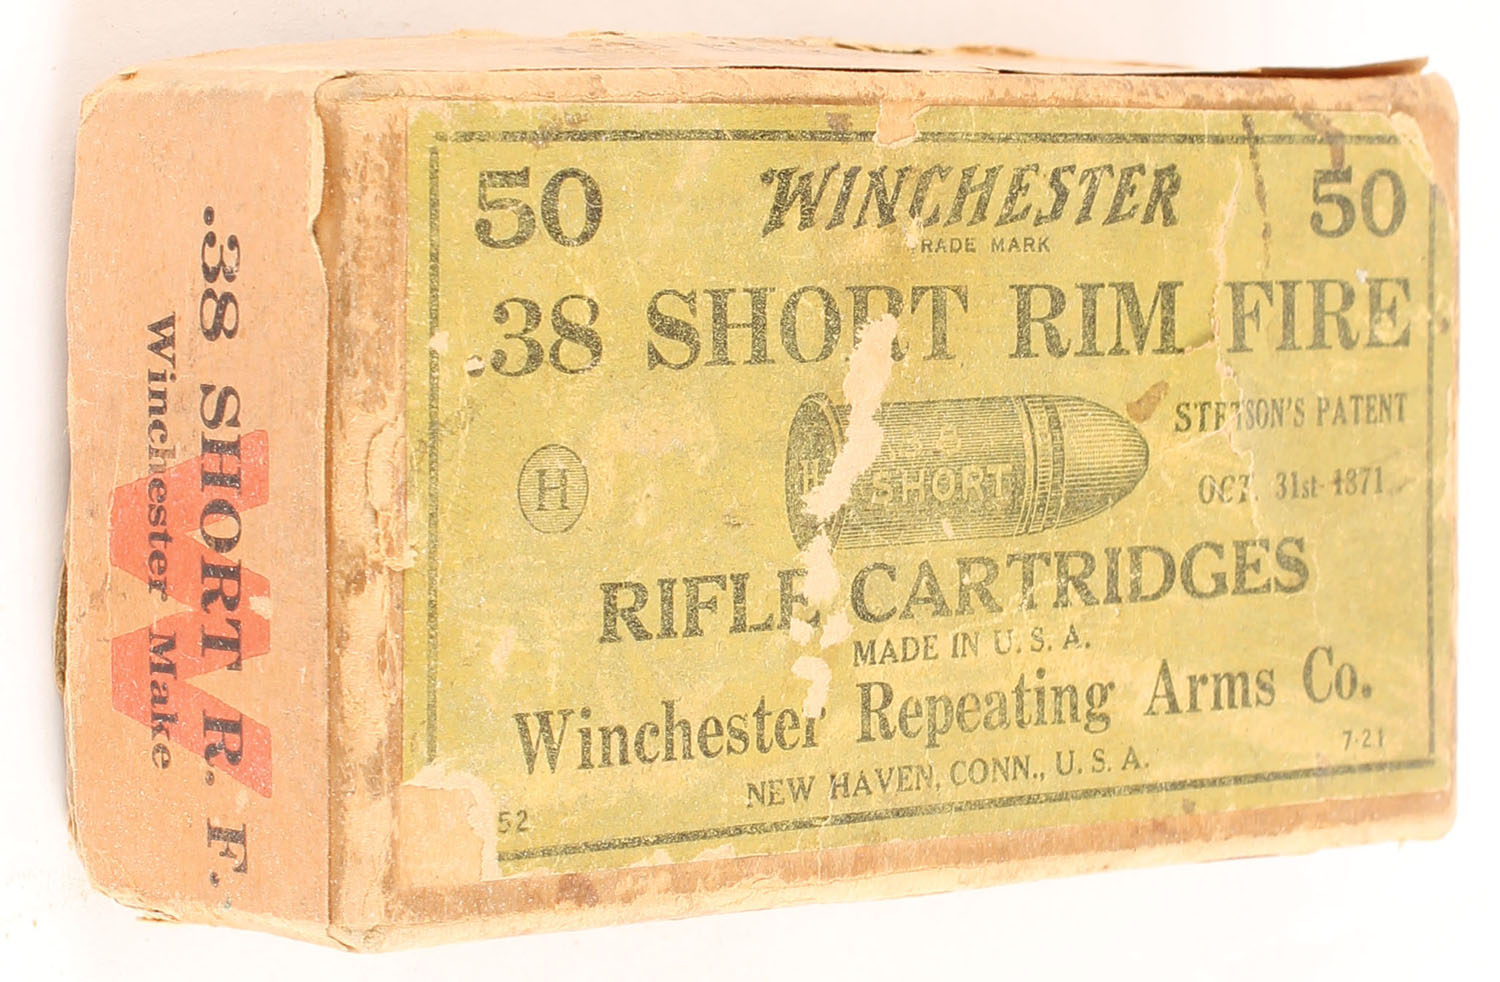 50 WINCHESTER 50
TRADE MARK
.38 SHORT RIM FIRE
STETSON'S PATENT
OCT. 31st 1871
H
H
SHORT
RIFLE CARTRIDGES
MADE IN U. S. A.
Winchester Repeating Arms Co.
NEW HAVEN, CONN., U. S. A.
7-21
52
.38 SHORT R. F.
Winchester Make
W